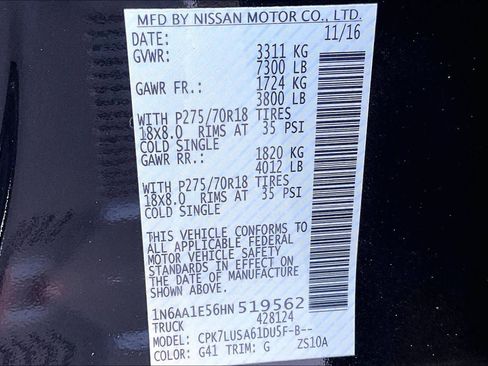 MFD BY NISSAN MOTOR CO., LTD.
DATE: 11/16
GVWR: 3311 KG
7300 LB
GAWR FR.: 1724 KG
3800 LB
WITH P275/70R18 TIRES
18X8.0 RIMS AT 35 PSI
COLD SINGLE
GAWR RR.: 1820 KG
4012 LB
WITH P275/70R18 TIRES
18X8.0 RIMS AT 35 PSI
COLD SINGLE
THIS VEHICLE CONFORMS TO
ALL APPLICABLE FEDERAL
MOTOR VEHICLE SAFETY
STANDARDS IN EFFECT ON
THE DATE OF MANUFACTURE
SHOWN ABOVE.
1N6AA1E56HN 519562
TRUCK 428124
MODEL: CPK7LUSA61DU5F-B--
COLOR: G41 TRIM: G ZS10A